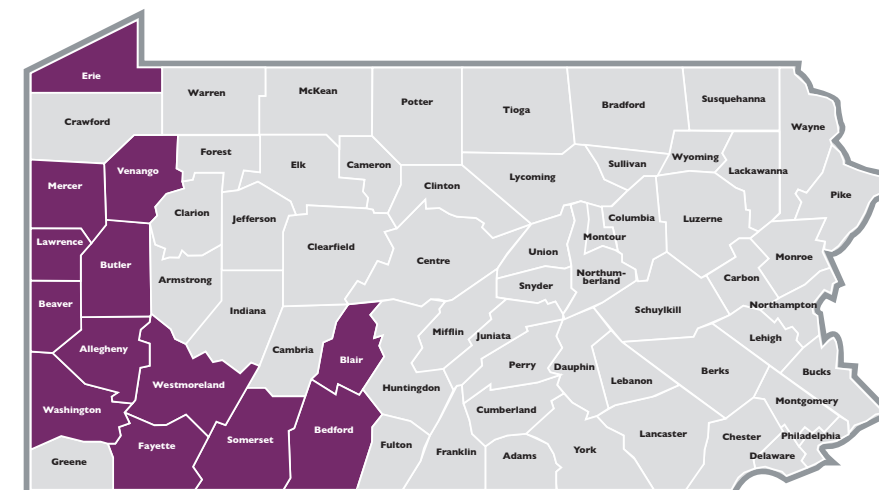 Erie
Warren
McKean
Potter
Tioga
Bradford
Susquehanna
Wayne
Crawford
Forest
Elk
Cameron
Clinton
Lycoming
Sullivan
Wyoming
Lackawanna
Pike
Mercer
Venango
Clarion
Jefferson
Clearfield
Centre
Union
Montour
Columbia
Luzerne
Monroe
Lawrence
Butler
Armstrong
Indiana
Snyder
Northum-
berland
Carbon
Northampton
Beaver
Schuylkill
Allegheny
Cambria
Blair
Mifflin
Juniata
Perry
Dauphin
Lebanon
Berks
Lehigh
Bucks
Westmoreland
Huntingdon
Cumberland
Montgomery
Washington
Fayette
Somerset
Bedford
Fulton
Franklin
Adams
York
Lancaster
Chester
Delaware
Philadelphia
Greene